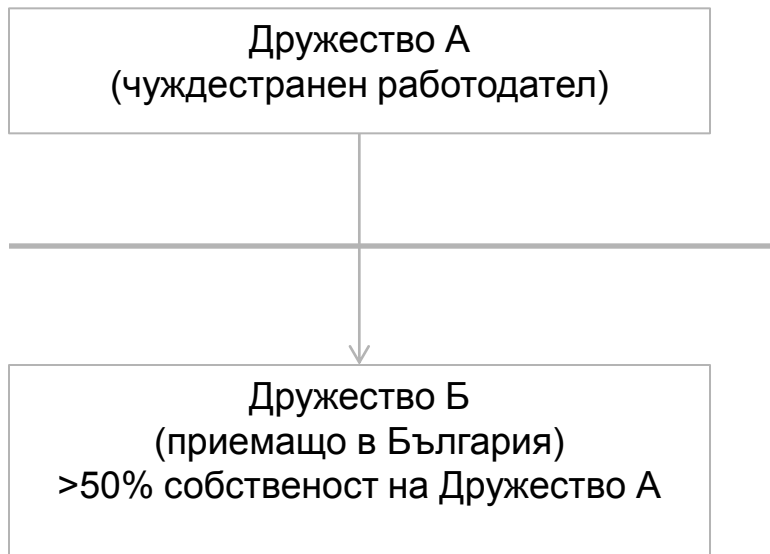 Дружество А
(чуждестранен работодател)
Дружество Б
(приемащо в България)
>50% собственост на Дружество А